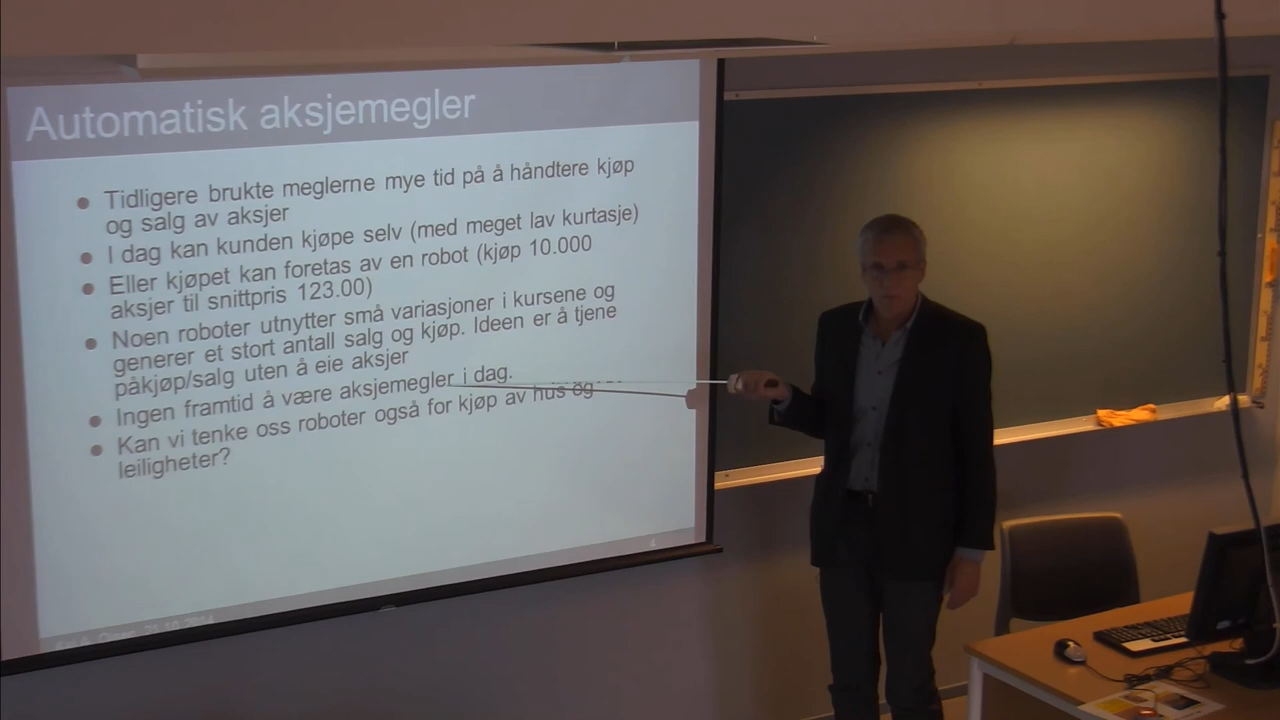 Automatisk aksjemegler
Tidligere brukte meglerne mye tid på å håndtere kjøp
og salg av aksjer
I dag kan kunden kjøpe selv (med meget lav kurtasje)
Eller kjøpet kan foretas av en robot (kjøp 10.000
aksjer til snittpris 123.00)
Noen roboter utnytter små variasjoner i kursene og
generer et stort antall salg og kjøp. Ideen er å tjene
påkjøp/salg uten å eie aksjer
Ingen framtid å være aksjemegler i dag.
Kan vi tenke oss roboter også for kjøp av hus og
leiligheter?